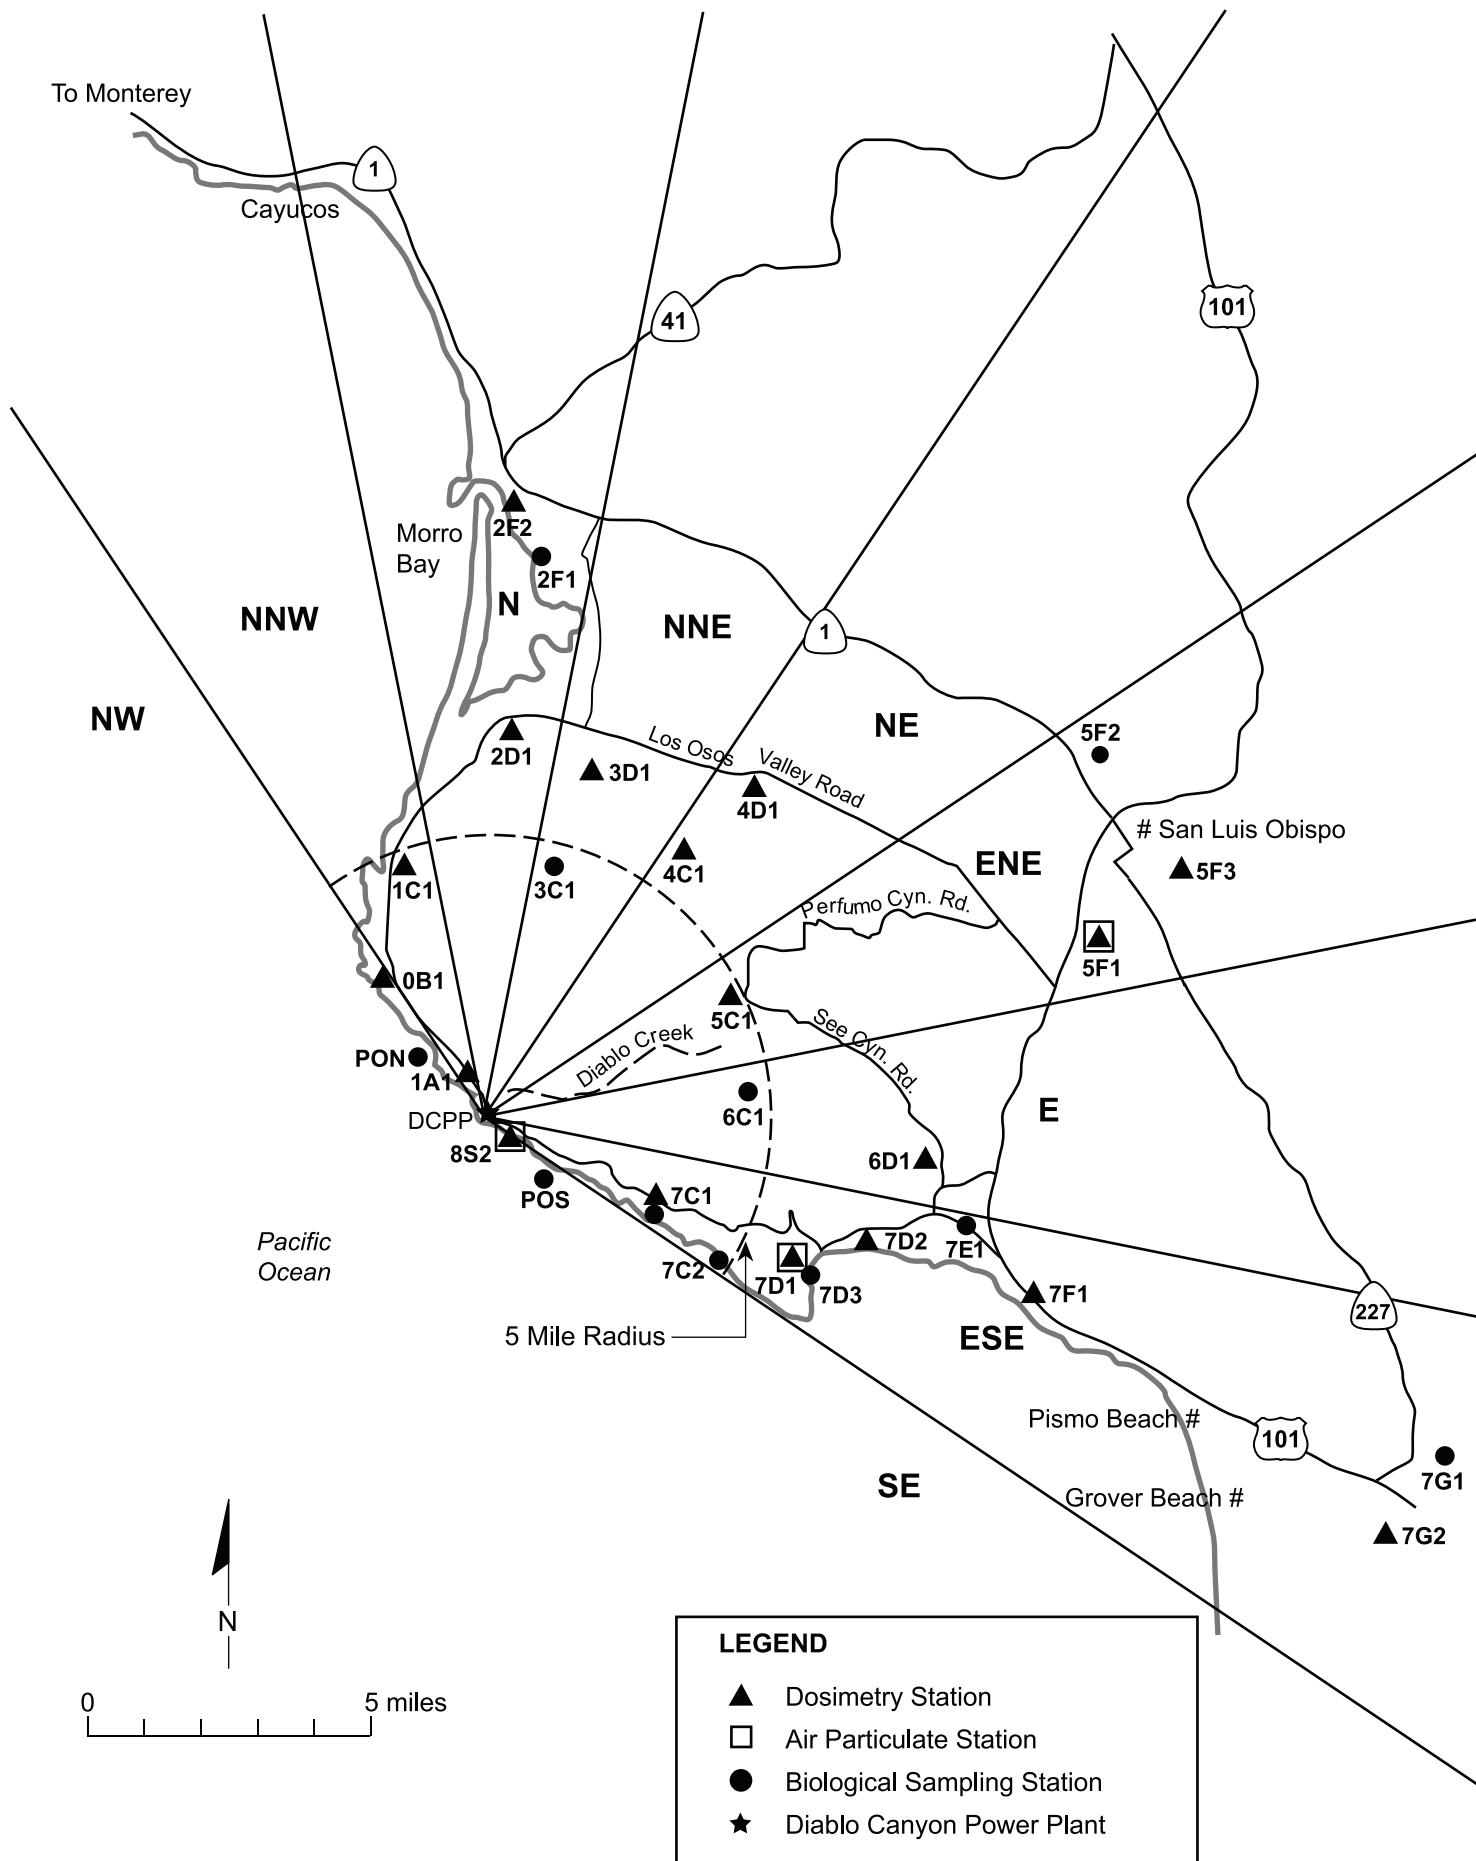 To Monterey
1
Cayucos
41
101
Morro
Bay
2F2
2F1
NNW
N
NNE
1
NW
NE
5F2
2D1
3D1
Los Osos
Valley Road
4D1
# San Luis Obispo
1C1
3C1
4C1
ENE
5F3
Perfumo Cyn. Rd.
5F1
0B1
5C1
See Cyn. Rd.
Diablo Creek
PON
1A1
DCPP
6C1
E
8S2
6D1
POS
7C1
Pacific
Ocean
7C2
7D1
7D2
7E1
7D3
7F1
5 Mile Radius
ESE
227
Pismo Beach #
101
SE
Grover Beach #
7G1
7G2
N
0
5 miles
LEGEND
Dosimetry Station
Air Particulate Station
Biological Sampling Station
Diablo Canyon Power Plant